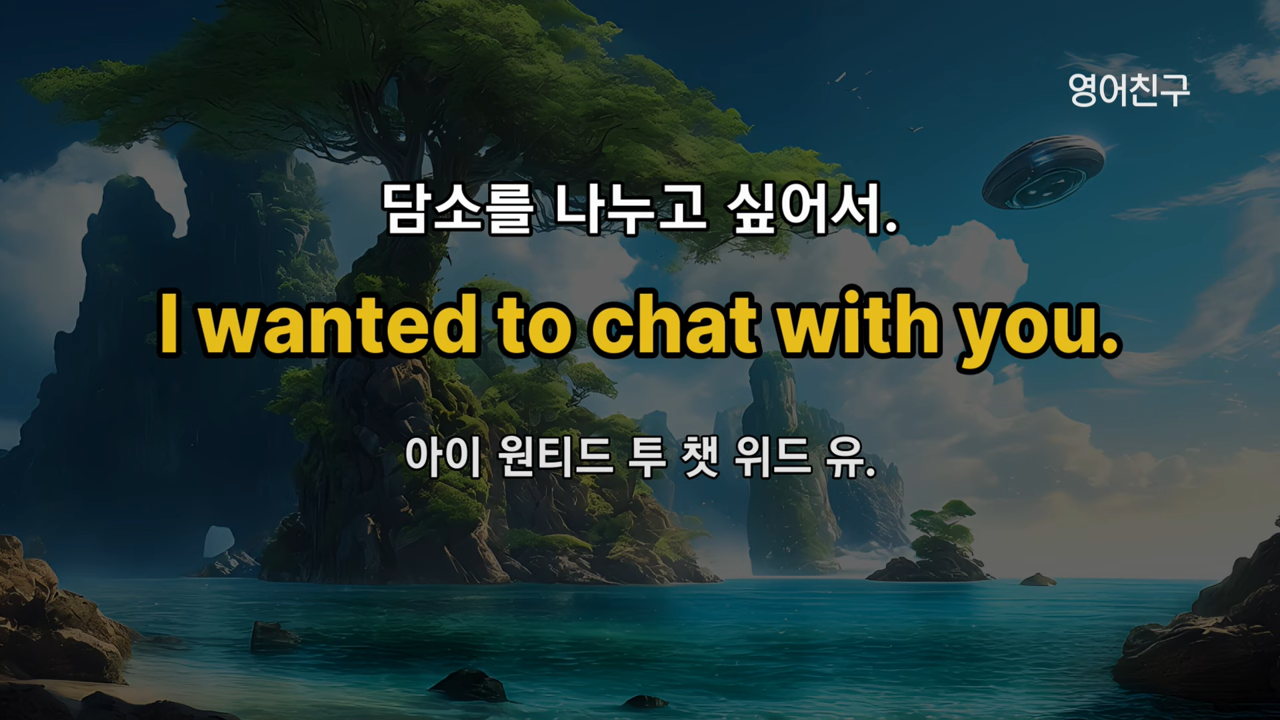 영어친구
담소를 나누고 싶어서.
I wanted to chat with you.
아이 원티드 투 챗 위드 유.